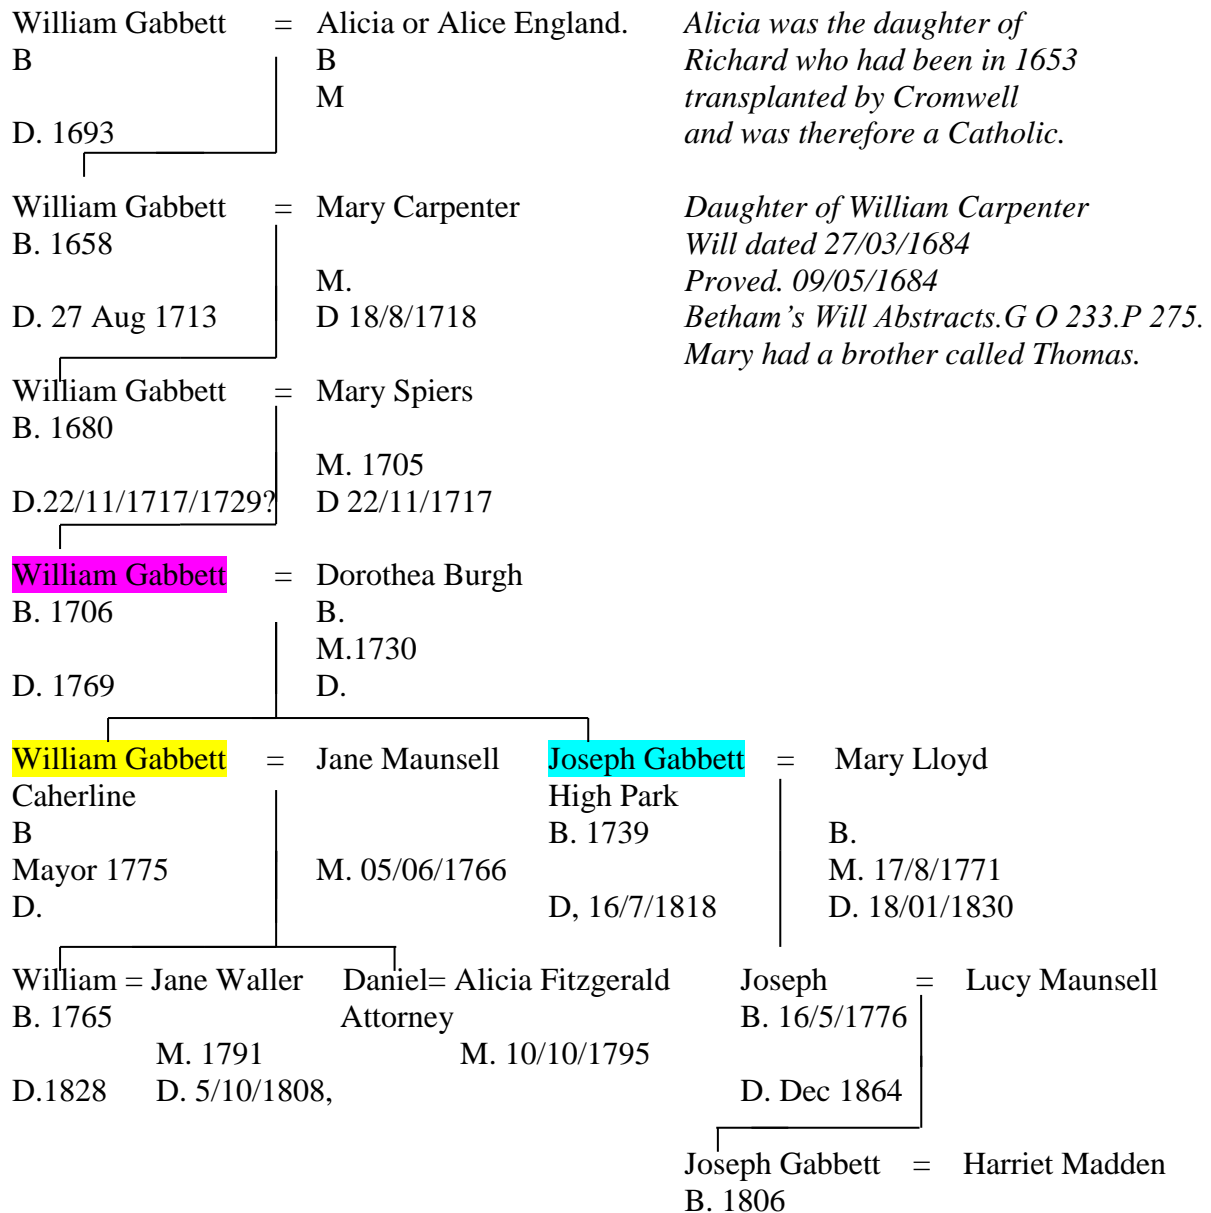 William Gabbett = Alicia or Alice England. Alicia was the daughter of
B B Richard who had been in 1653
M transplanted by Cromwell
D. 1693 and was therefore a Catholic.
William Gabbett = Mary Carpenter Daughter of William Carpenter
B. 1658 Will dated 27/03/1684
M. Proved. 09/05/1684
D. 27 Aug 1713 D 18/8/1718 Betham’s Will Abstracts.G O 233.P 275.
Mary had a brother called Thomas.
William Gabbett = Mary Spiers
B. 1680
M. 1705
D.22/11/1717/1729? D 22/11/1717
William Gabbett = Dorothea Burgh
B. 1706 B.
M.1730
D. 1769 D.
William Gabbett = Jane Maunsell Joseph Gabbett = Mary Lloyd
Caherline High Park
B B. 1739 B.
Mayor 1775 M. 05/06/1766 M. 17/8/1771
D. D, 16/7/1818 D. 18/01/1830
William = Jane Waller Daniel= Alicia Fitzgerald Joseph = Lucy Maunsell
B. 1765 Attorney B. 16/5/1776
M. 1791 M. 10/10/1795
D.1828 D. 5/10/1808, D. Dec 1864
Joseph Gabbett = Harriet Madden
B. 1806